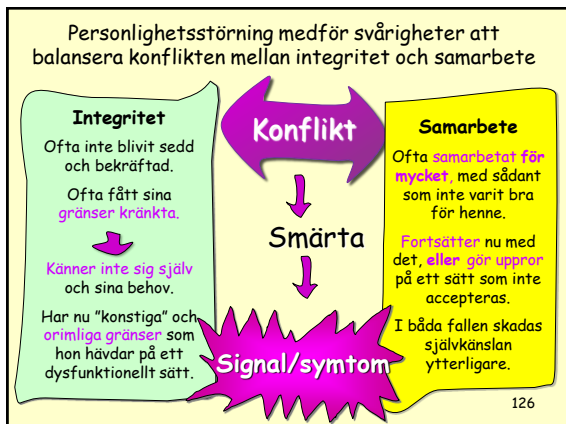 Personlighetsstörning medför svårigheter att
balansera konflikten mellan integritet och samarbete
Integritet
Ofta inte blivit sedd
och bekräftad.
Ofta fått sina
gränser kränkta.
Känner inte sig själv
och sina behov.
Har nu ”konstiga” och
orimliga gränser som
hon hävdar på ett
dysfunktionellt sätt.
Konflikt
Smärta
Signal/symtom
Samarbete
Ofta samarbetat för
mycket, med sådant
som inte varit bra
för henne.
Fortsätter nu med
det, eller gör uppror
på ett sätt som inte
accepteras.
I båda fallen skadas
självkänslan
ytterligare.
126